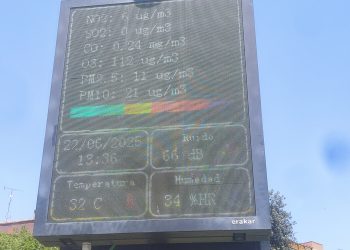 NO2: 6 ug/m3
SO2: 0 ug/m3
CO: 0.24 mg/m3
O3: 112 ug/m3
PM2.5: 11 ug/m3
PM10: 21 ug/m3
22/06/2025
13:36
Ruido
66 dB
Temperatura
32 C
Humedad
34 %HR
erakar